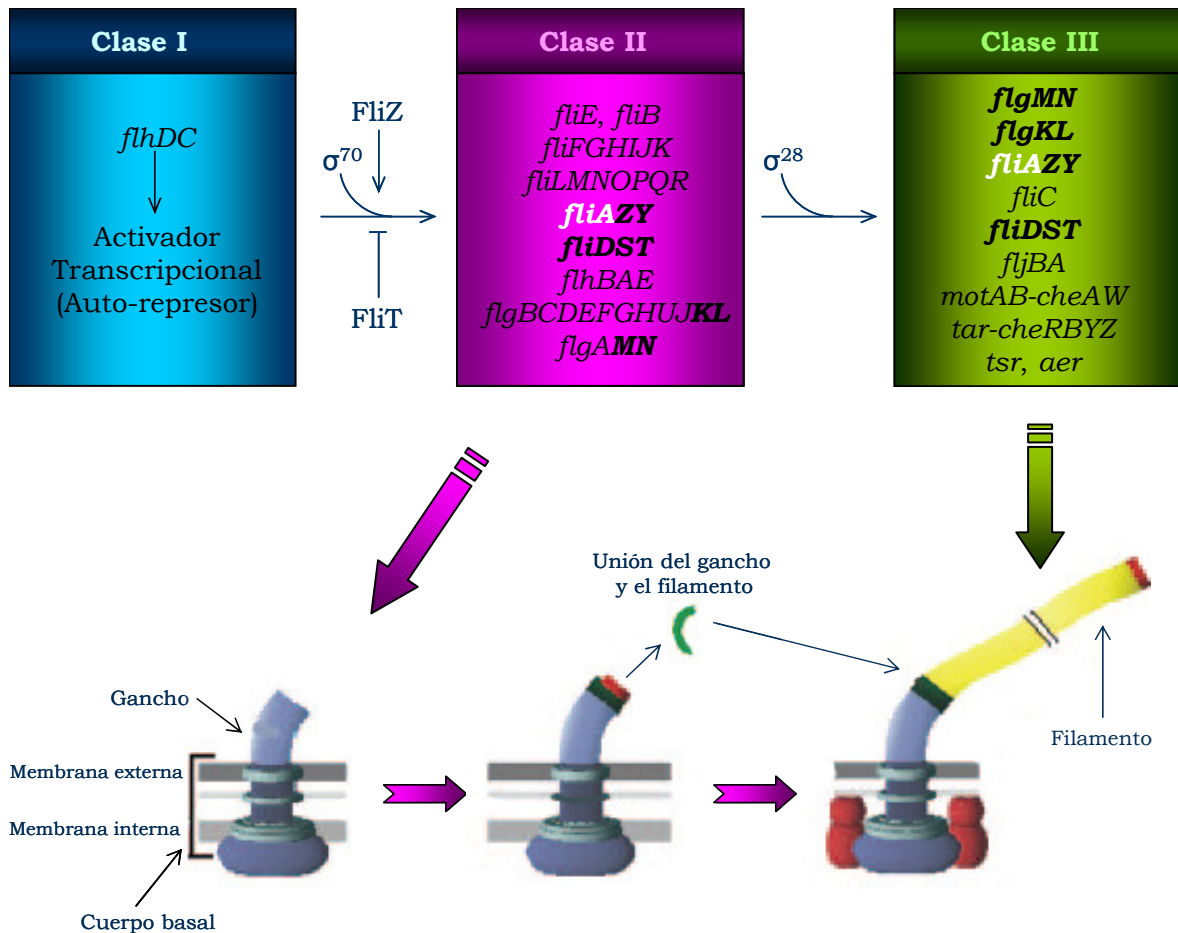 Clase I
flhDC
Activador
Transcripcional
(Auto-represor)
FliZ
σ70
FliT
Clase II
fliE, fliB
fliFGHIJK
fliLMNOPQR
fliAZY
fliDST
flhBAE
flgBCDEFGHUJKL
flgAMN
σ28
Clase III
flgMN
flgKL
fliAZY
fliC
fliDST
fljBA
motAB-cheAW
tar-cheRBYZ
tsr, aer
Unión del gancho
y el filamento
Gancho
Membrana externa
Membrana interna
Cuerpo basal
Filamento